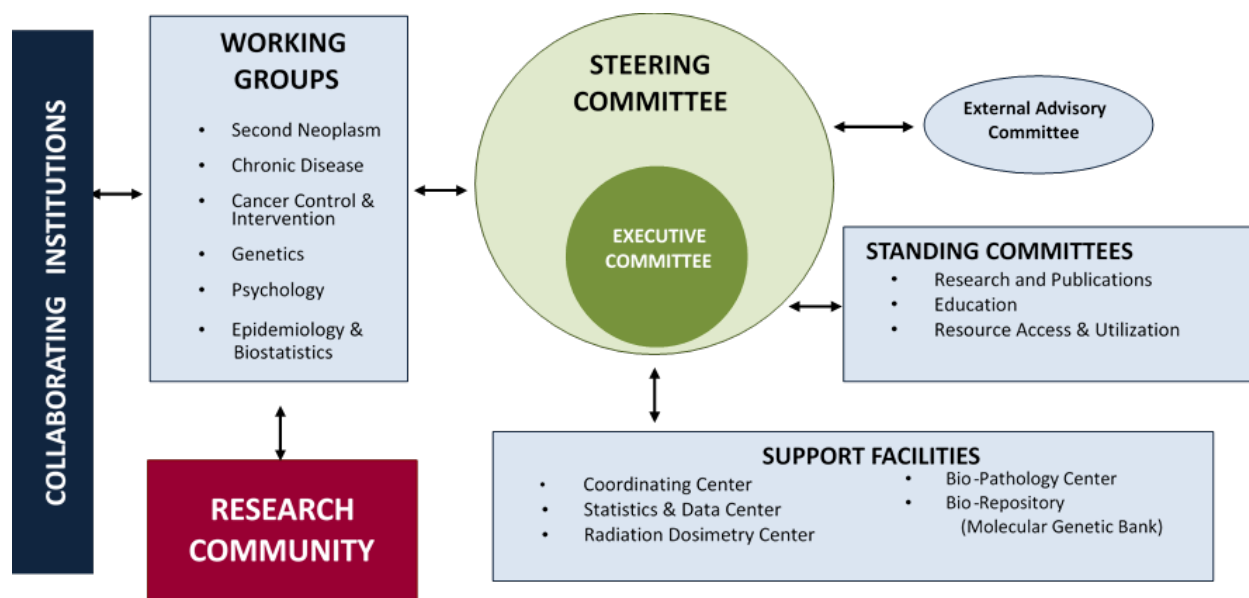 COLLABORATING INSTITUTIONS
WORKING
GROUPS
• Second Neoplasm
• Chronic Disease
• Cancer Control &
Intervention
• Genetics
• Psychology
• Epidemiology &
Biostatistics
RESEARCH
COMMUNITY
STEERING
COMMITTEE
EXECUTIVE
COMMITTEE
External Advisory
Committee
STANDING COMMITTEES
• Research and Publications
• Education
• Resource Access & Utilization
SUPPORT FACILITIES
• Coordinating Center
• Statistics & Data Center
• Radiation Dosimetry Center
• Bio-Pathology Center
• Bio-Repository
(Molecular Genetic Bank)